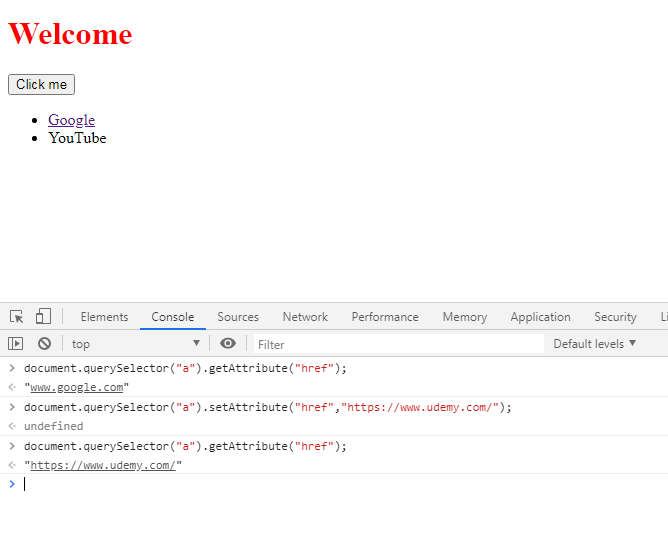 Welcome
Click me
Google
YouTube
Elements Console Sources Network Performance Memory Application Security
top Filter Default levels
document.querySelector("a").getAttribute("href");
"www.google.com"
document.querySelector("a").setAttribute("href","https://www.udemy.com/");
undefined
document.querySelector("a").getAttribute("href");
"https://www.udemy.com/"